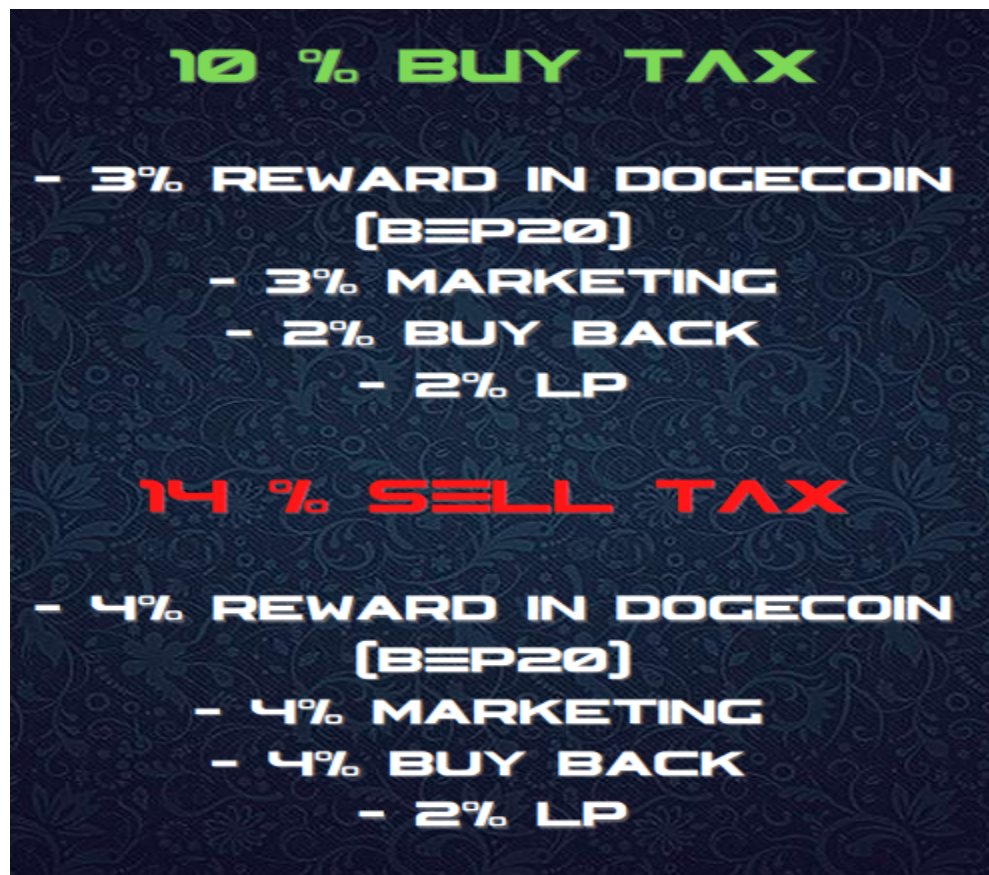 10 % BUY TAX
- 3% REWARD IN DOGECOIN
(BEP20)
- 3% MARKETING
- 2% BUY BACK
- 2% LP
14 % SELL TAX
- 4% REWARD IN DOGECOIN
(BEP20)
- 4% MARKETING
- 4% BUY BACK
- 2% LP